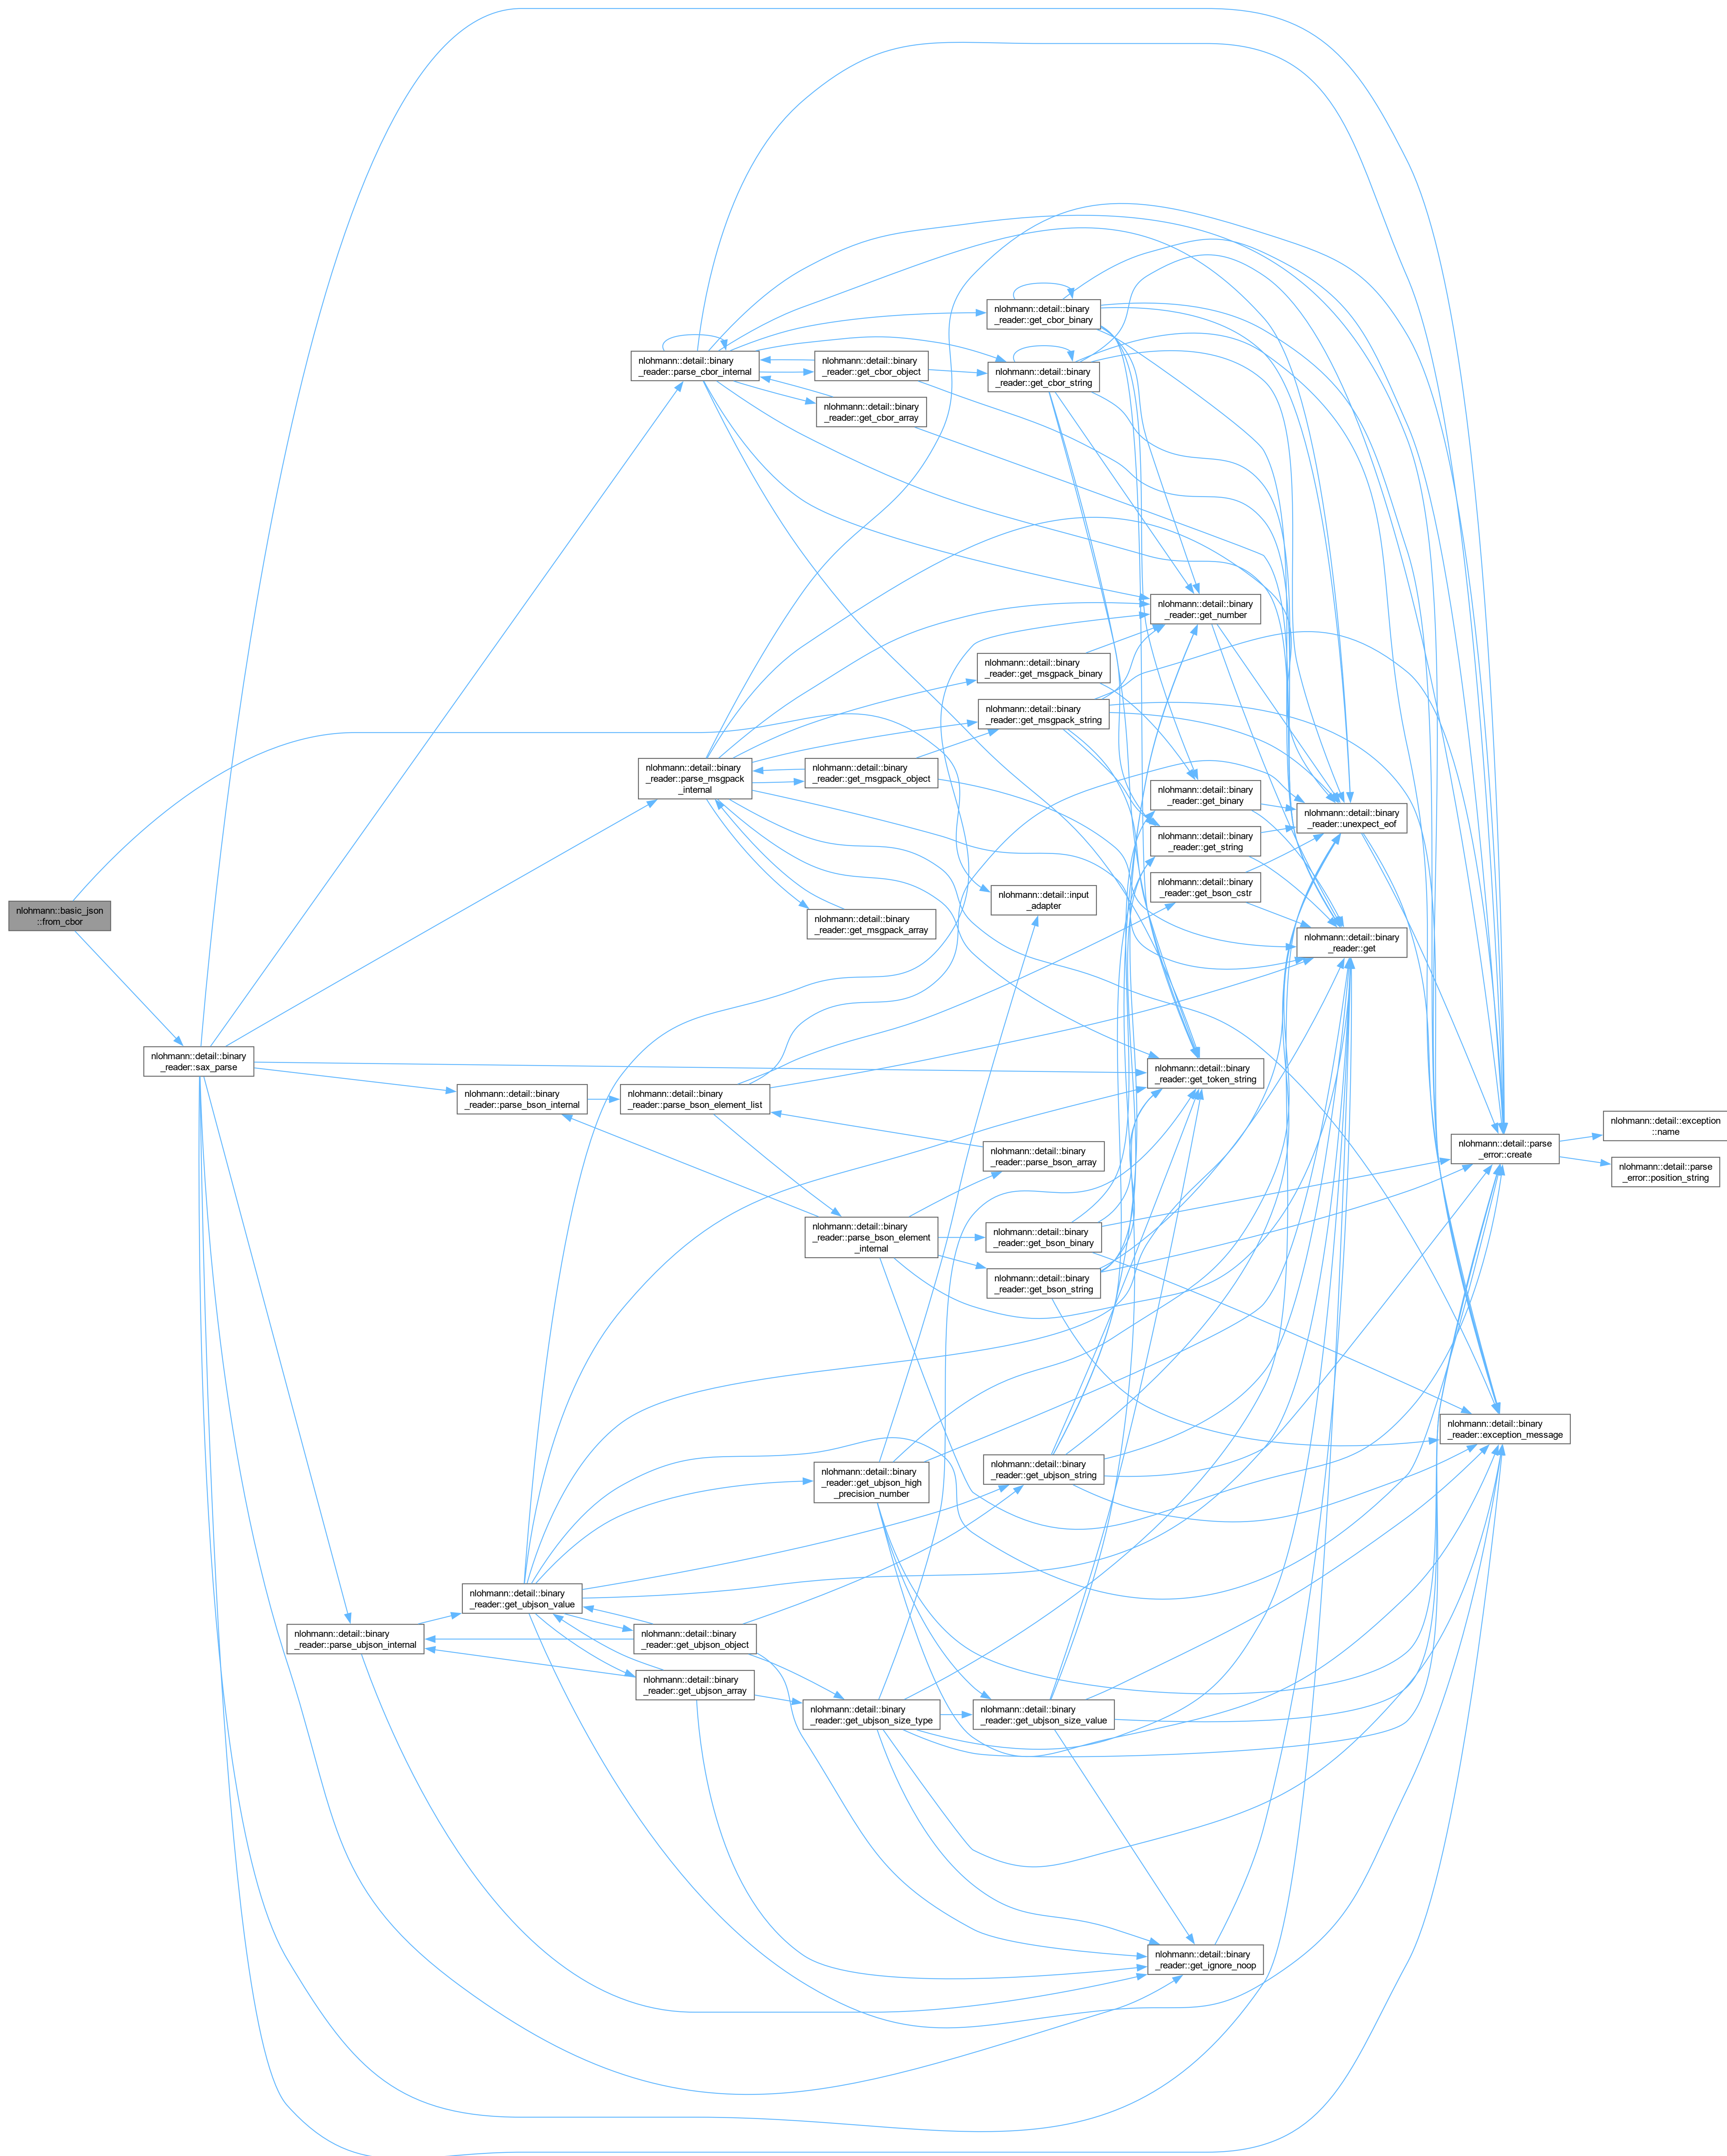 nlohmann::detail::binary
_reader::get_cbor_binary
nlohmann::detail::binary
_reader::parse_cbor_internal
nlohmann::detail::binary
_reader::get_cbor_object
nlohmann::detail::binary
_reader::get_cbor_string
nlohmann::detail::binary
_reader::get_cbor_array
nlohmann::detail::binary
_reader::get_number
nlohmann::detail::binary
_reader::get_msgpack_binary
nlohmann::detail::binary
_reader::get_msgpack_string
nlohmann::detail::binary
_reader::parse_msgpack
_internal
nlohmann::detail::binary
_reader::get_msgpack_object
nlohmann::detail::binary
_reader::get_binary
nlohmann::detail::binary
_reader::unexpect_eof
nlohmann::detail::binary
_reader::get_string
nlohmann::detail::binary
_reader::get_bson_cstr
nlohmann::detail::input
_adapter
nlohmann::basic_json
::from_cbor
nlohmann::detail::binary
_reader::get_msgpack_array
nlohmann::detail::binary
_reader::get
nlohmann::detail::binary
_reader::sax_parse
nlohmann::detail::binary
_reader::get_token_string
nlohmann::detail::binary
_reader::parse_bson_internal
nlohmann::detail::binary
_reader::parse_bson_element_list
nlohmann::detail::exception
::name
nlohmann::detail::parse
_error::create
nlohmann::detail::binary
_reader::parse_bson_array
nlohmann::detail::parse
_error::position_string
nlohmann::detail::binary
_reader::parse_bson_element
_internal
nlohmann::detail::binary
_reader::get_bson_binary
nlohmann::detail::binary
_reader::get_bson_string
nlohmann::detail::binary
_reader::exception_message
nlohmann::detail::binary
_reader::get_ubjson_string
nlohmann::detail::binary
_reader::get_ubjson_high
_precision_number
nlohmann::detail::binary
_reader::get_ubjson_value
nlohmann::detail::binary
_reader::parse_ubjson_internal
nlohmann::detail::binary
_reader::get_ubjson_object
nlohmann::detail::binary
_reader::get_ubjson_array
nlohmann::detail::binary
_reader::get_ubjson_size_type
nlohmann::detail::binary
_reader::get_ubjson_size_value
nlohmann::detail::binary
_reader::get_ignore_noop